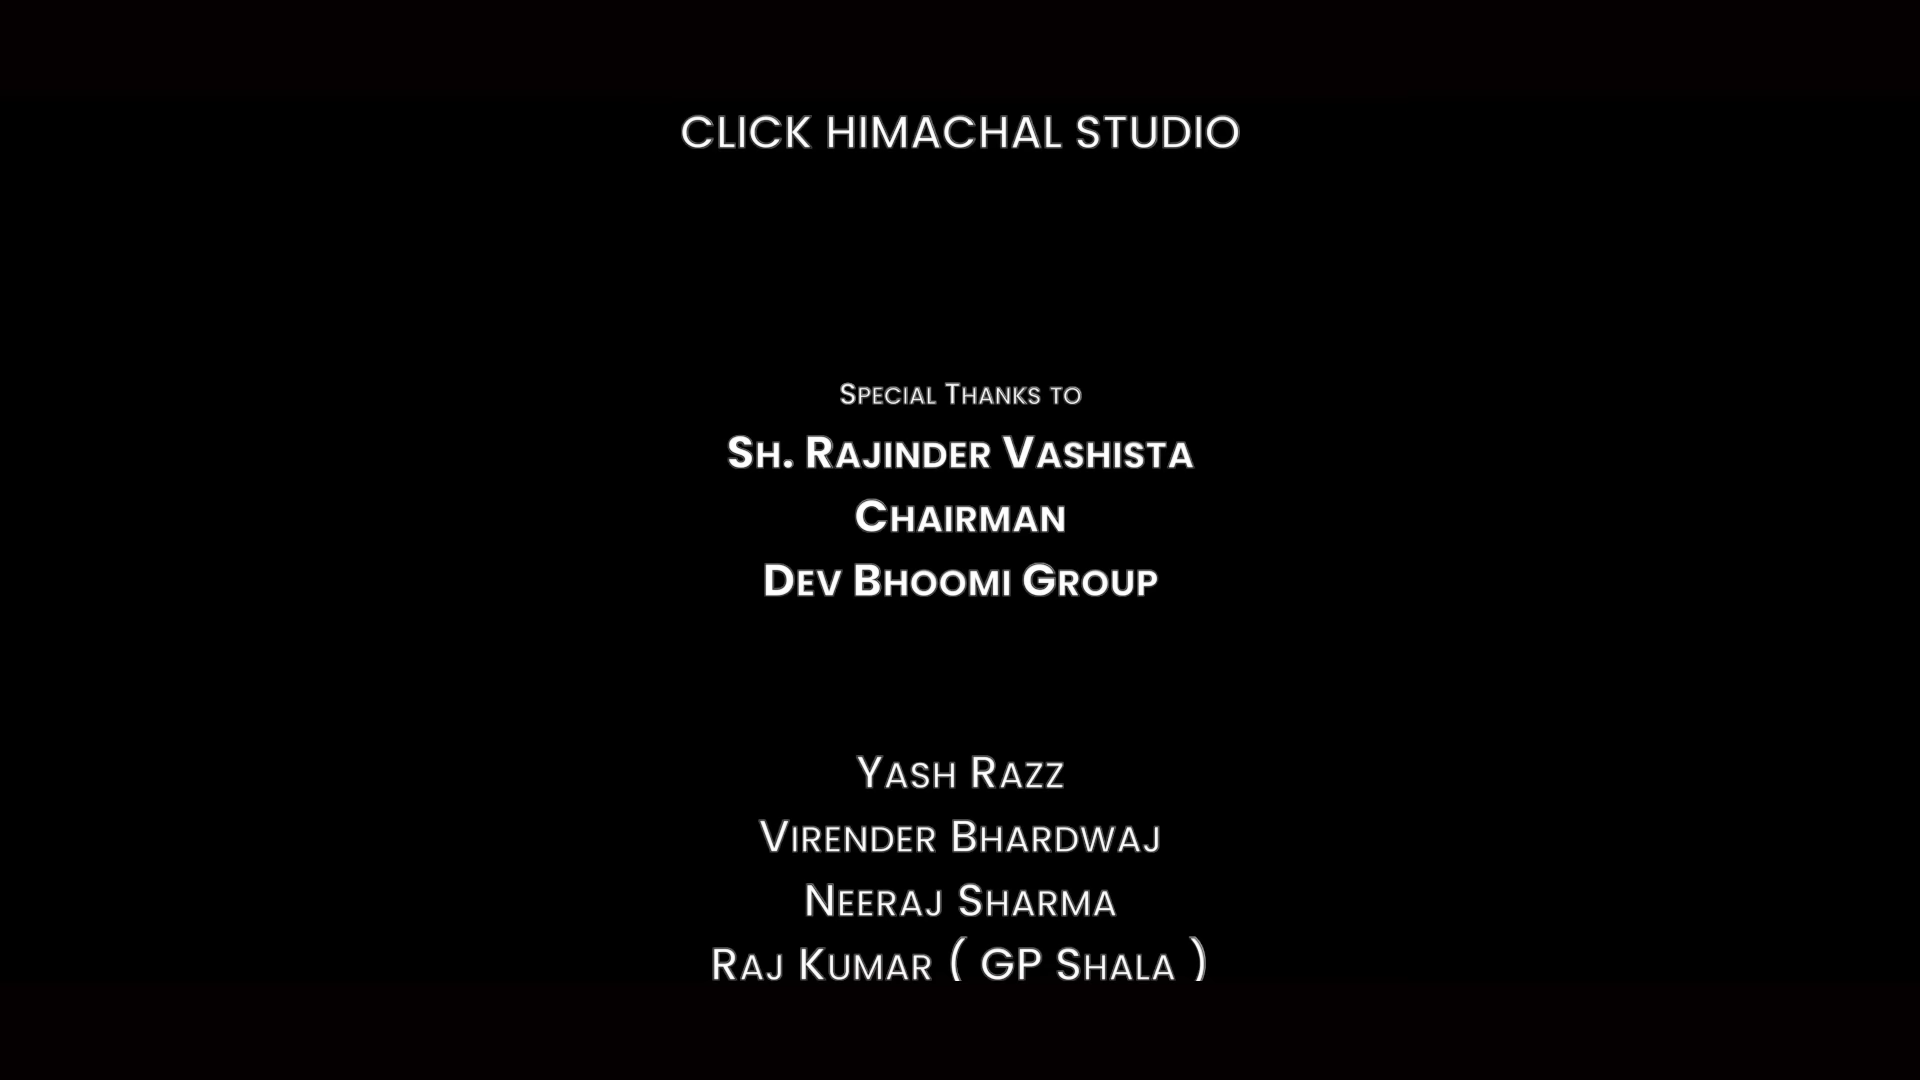 CLICK HIMACHAL STUDIO
Special Thanks to
Sh. Rajinder Vashista
Chairman
Dev Bhoomi Group
Yash Razz
Virender Bhardwaj
Neeraj Sharma
Raj Kumar ( GP Shala )